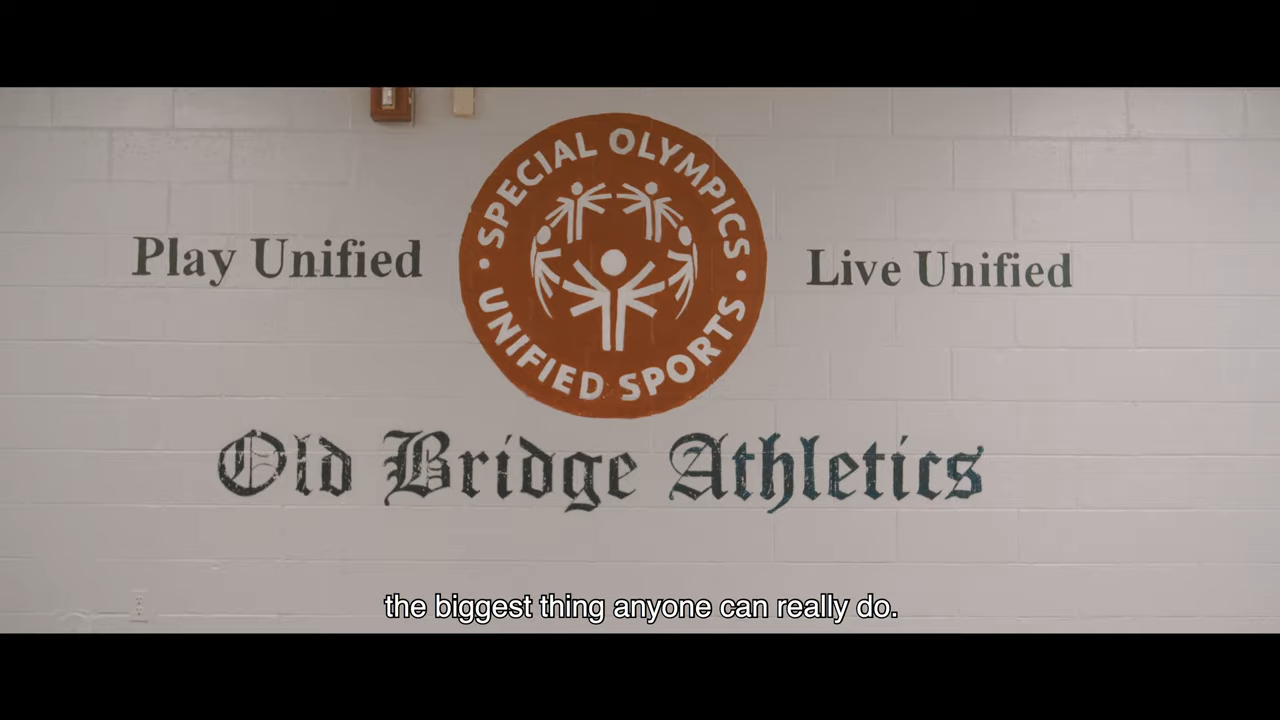 SPECIAL OLYMPICS
Play Unified
Live Unified
UNIFIED SPORTS
Old Bridge Athletics
the biggest thing anyone can really do.